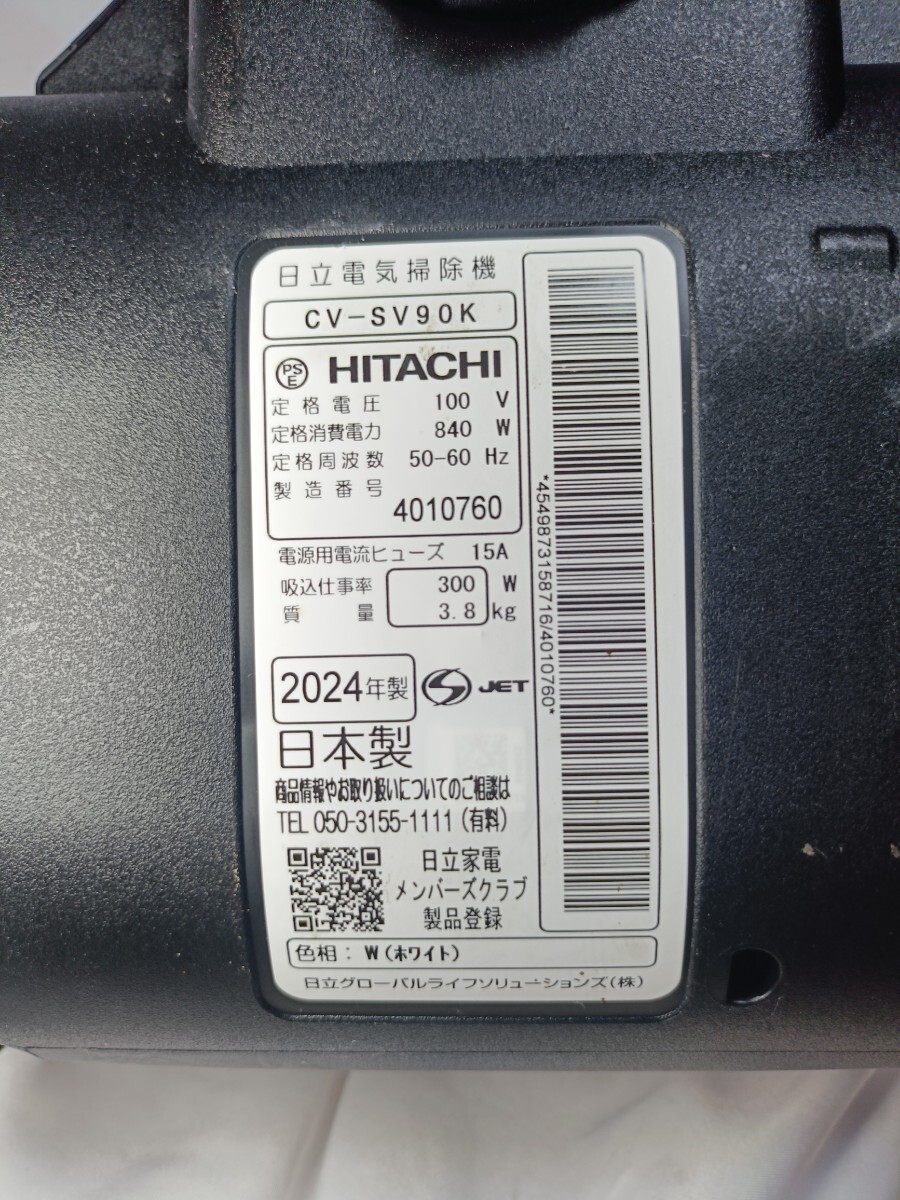 日立電気掃除機
CV-SV90K
PS
E
HITACHI
定格電圧 100 V
定格消費電力 840 W
定格周波数 50-60 Hz
製造番号
4010760
電源用電流ヒューズ 15A
吸込仕事率 300 W
質量 3.8 kg
2024年製
JET
日本製
商品情報やお取り扱いについてのご相談は
TEL 050-3155-1111(有料)
日立家電
メンバーズクラブ
製品登録
色相: W(ホワイト)
日立グローバルライフソリューションズ(株)
*4549873158716/4010760*